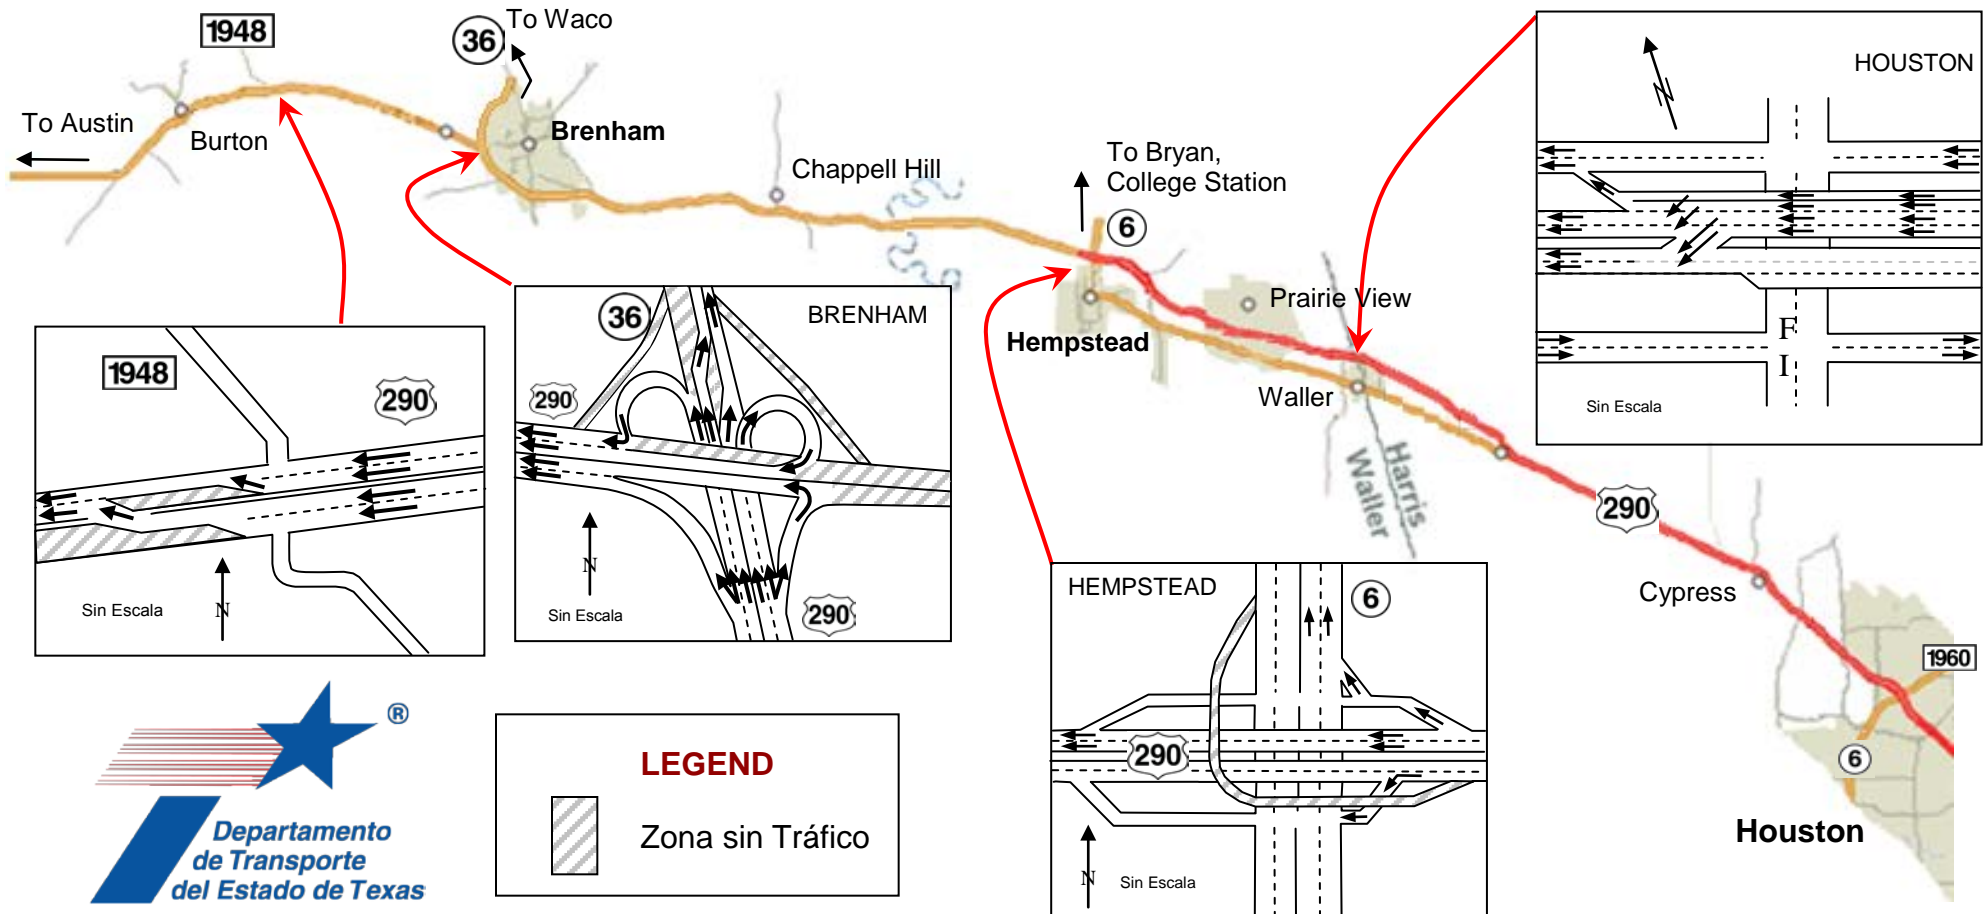 1948
36
To Waco
To Austin
Burton
Brenham
Chappell Hill
To Bryan,
College Station
6
Prairie View
Hempstead
Waller
Harris
Waller
290
Cypress
1960
6
Houston
HOUSTON
F
I
Sin Escala
1948
290
Sin Escala
N
36
BRENHAM
290
N
Sin Escala
290
HEMPSTEAD
6
290
N
Sin Escala
®
Departamento
de Transporte
del Estado de Texas
LEGEND
Zona sin Tráfico